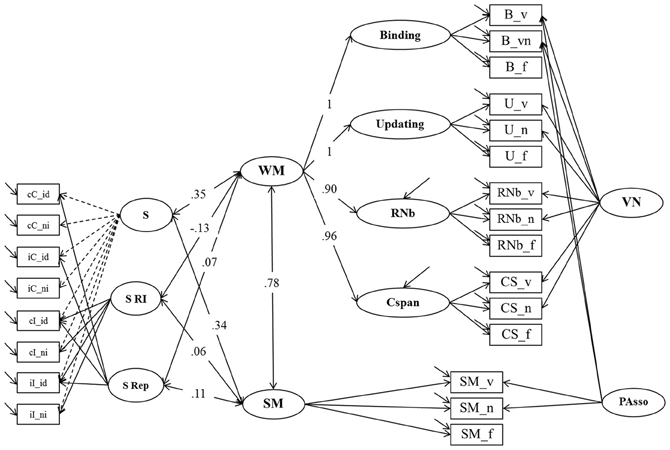 B_v
B_vn
B_f
Binding
1
U_v
U_n
U_f
Updating
1
WM
VN
cC_id
cC_ni
iC_id
iC_ni
cI_id
cI_ni
iI_id
iI_ni
S
S RI
S Rep
.35
-.13
.07
.34
.06
.11
.78
.90
.96
RNb
RNb_v
RNb_n
RNb_f
Cspan
CS_v
CS_n
CS_f
SM
SM_v
SM_n
SM_f
PAsso